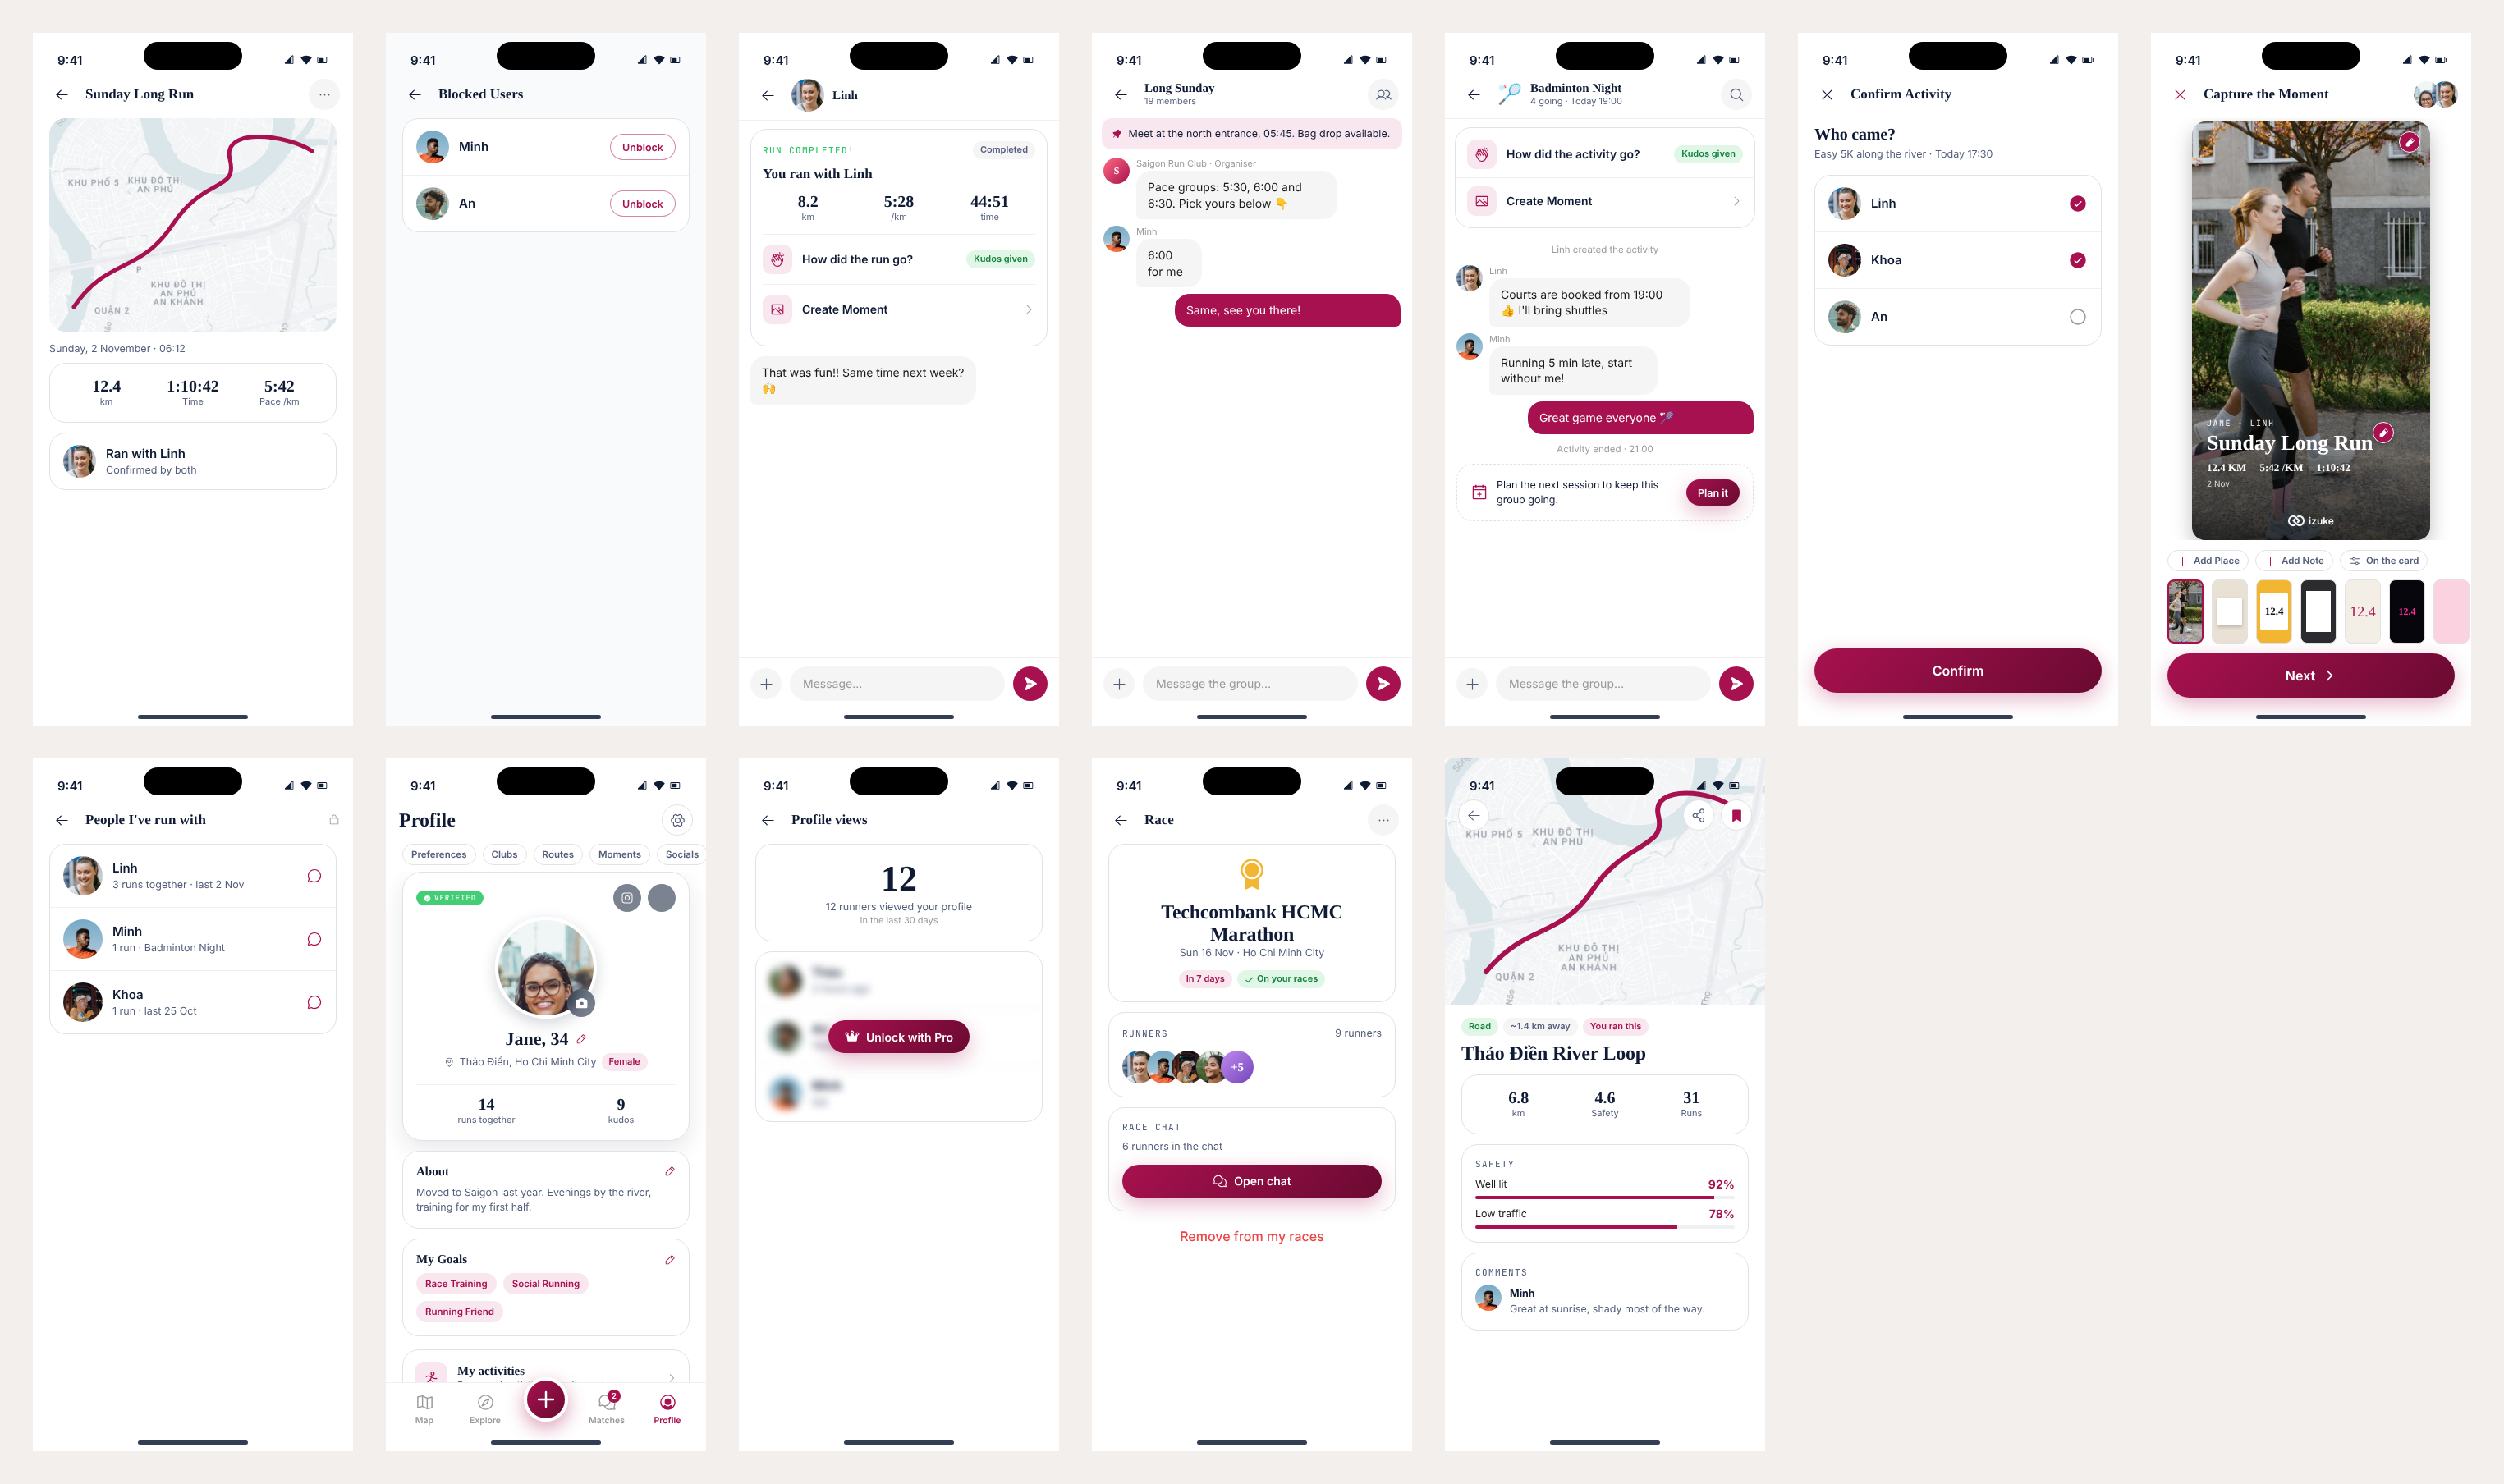 9:41
Sunday Long Run
KHU PHỐ 5
KHU ĐÔ THỊ
AN PHÚ
P
KHU ĐÔ THỊ
AN PHÚ
AN KHÁNH
QUẬN 2
Sunday, 2 November · 06:12
12.4
km
1:10:42
Time
5:42
Pace /km
Ran with Linh
Confirmed by both
9:41
Blocked Users
Minh
Unblock
An
Unblock
9:41
Linh
RUN COMPLETED!
Completed
You ran with Linh
8.2
km
5:28
/km
44:51
time
How did the run go?
Kudos given
Create Moment
That was fun!! Same time next week?
🙌
Message...
9:41
Long Sunday
19 members
Meet at the north entrance, 05:45. Bag drop available.
S
Saigon Run Club · Organiser
Pace groups: 5:30, 6:00 and
6:30. Pick yours below 👇
Minh
6:00
for me
Same, see you there!
Message the group...
9:41
Badminton Night
4 going · Today 19:00
How did the activity go?
Kudos given
Create Moment
Linh created the activity
Linh
Courts are booked from 19:00
👍 I'll bring shuttles
Minh
Running 5 min late, start
without me!
Great game everyone 🏸
Activity ended · 21:00
Plan the next session to keep this
group going.
Plan it
Message the group...
9:41
Confirm Activity
Who came?
Easy 5K along the river · Today 17:30
Linh
Khoa
An
Confirm
9:41
Capture the Moment
JANE · LINH
Sunday Long Run
12.4 KM 5:42 /KM 1:10:42
2 Nov
izuke
Add Place
Add Note
On the card
12.4
12.4
12.4
Next
9:41
People I've run with
Linh
3 runs together · last 2 Nov
Minh
1 run · Badminton Night
Khoa
1 run · last 25 Oct
9:41
Profile
Preferences
Clubs
Routes
Moments
Socials
VERIFIED
Jane, 34
Thảo Điền, Ho Chi Minh City
Female
14
runs together
9
kudos
About
Moved to Saigon last year. Evenings by the river,
training for my first half.
My Goals
Race Training
Social Running
Running Friend
My activities
Map
Explore
2
Matches
Profile
9:41
Profile views
12
12 runners viewed your profile
In the last 30 days
Unlock with Pro
9:41
Race
Techcombank HCMC
Marathon
Sun 16 Nov · Ho Chi Minh City
In 7 days
On your races
RUNNERS
9 runners
+5
RACE CHAT
6 runners in the chat
Open chat
Remove from my races
9:41
KHU PHỐ 5
KHU ĐÔ THỊ
AN PHÚ
KHU ĐÔ THỊ
AN PHÚ
AN KHÁNH
QUẬN 2
Road
~1.4 km away
You ran this
Thảo Điền River Loop
6.8
km
4.6
Safety
31
Runs
SAFETY
Well lit
92%
Low traffic
78%
COMMENTS
Minh
Great at sunrise, shady most of the way.